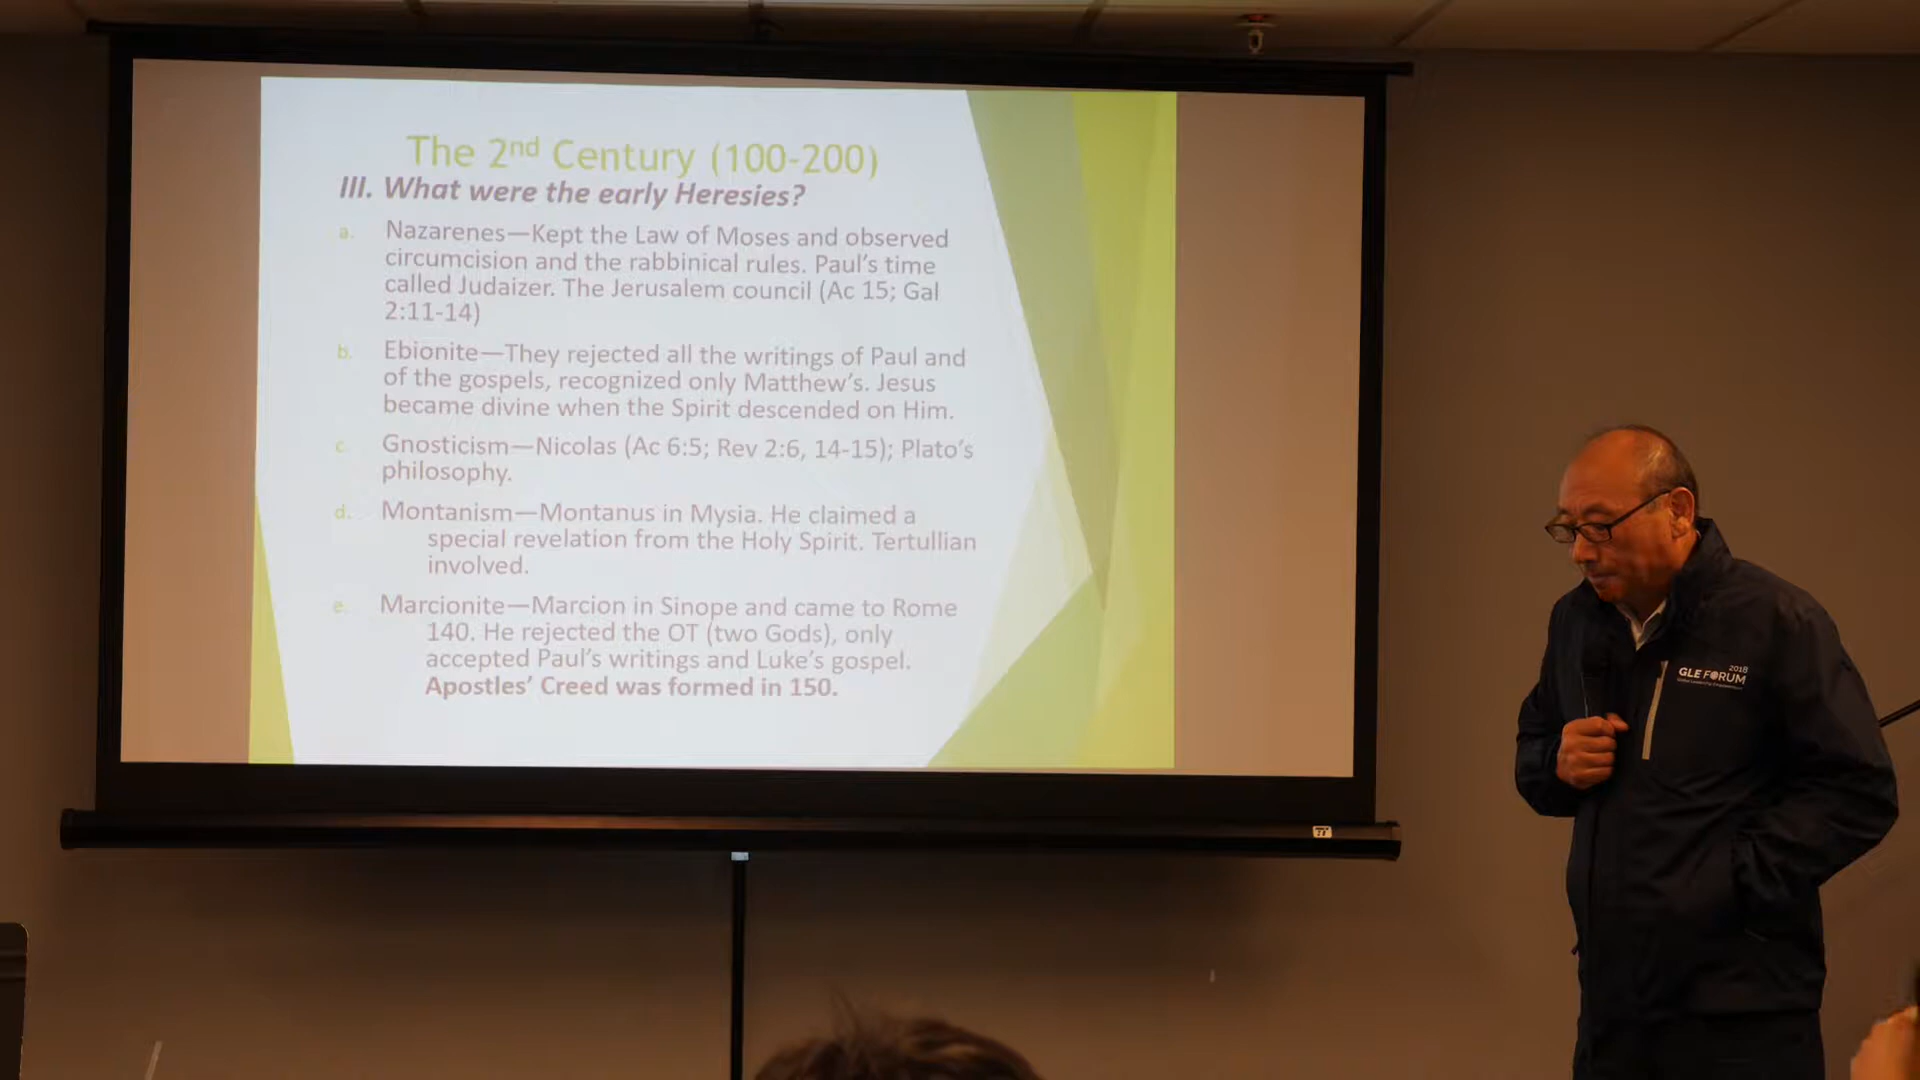 The 2nd Century (100-200)
III. What were the early Heresies?
a. Nazarenes—Kept the Law of Moses and observed
circumcision and the rabbinical rules. Paul's time
called Judaizer. The Jerusalem council (Ac 15; Gal
2:11-14)
b. Ebionite—They rejected all the writings of Paul and
of the gospels, recognized only Matthew's. Jesus
became divine when the Spirit descended on Him.
c. Gnosticism—Nicolas (Ac 6:5; Rev 2:6, 14-15); Plato's
philosophy.
d. Montanism—Montanus in Mysia. He claimed a
special revelation from the Holy Spirit. Tertullian
involved.
e. Marcionite—Marcion in Sinope and came to Rome
140. He rejected the OT (two Gods), only
accepted Paul's writings and Luke's gospel.
Apostles' Creed was formed in 150.
2018
GLE FORUM